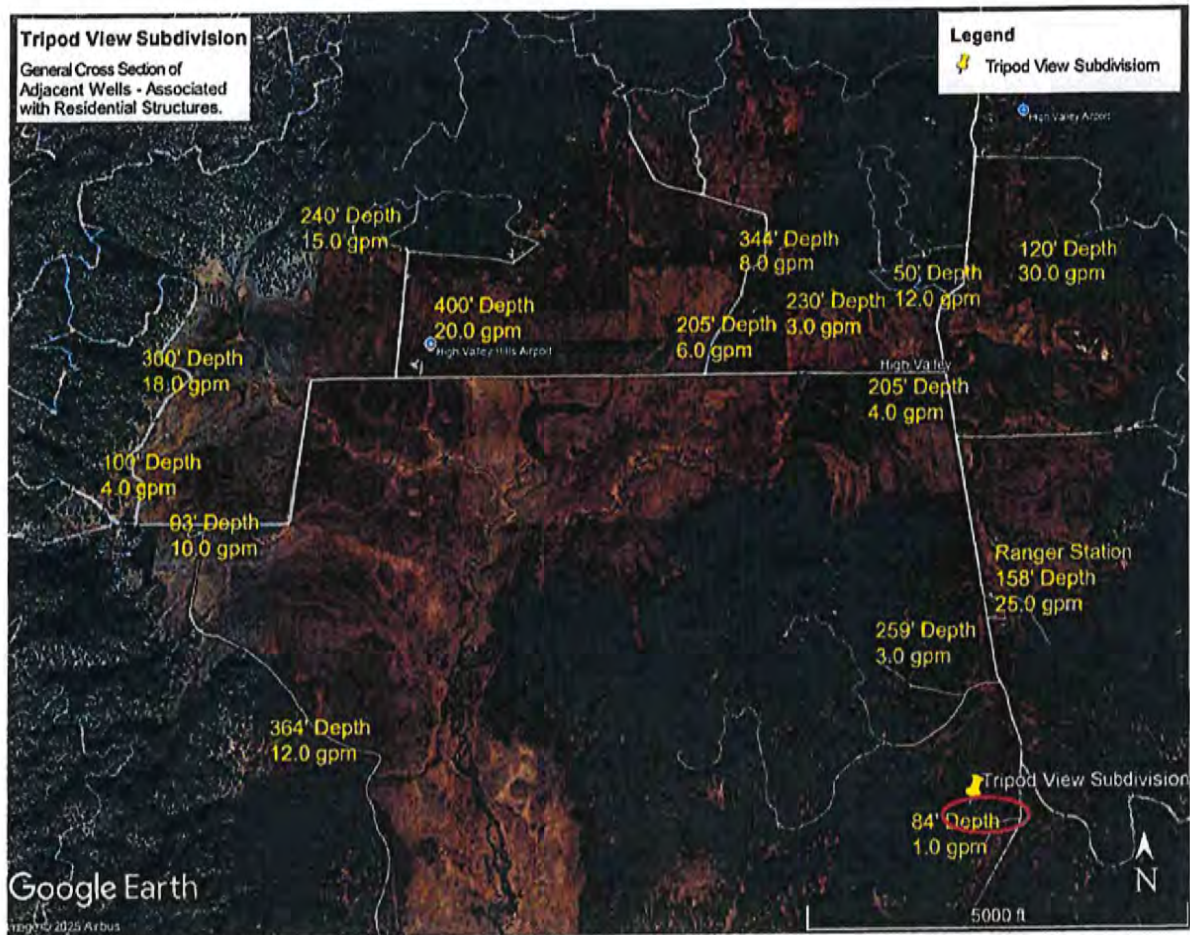 Tripod View Subdivision
General Cross Section of
Adjacent Wells - Associated
with Residential Structures.
Legend
Tripod View Subdivisiom
High Valley Airport
240' Depth
15.0 gpm
344' Depth
8.0 gpm
120' Depth
30.0 gpm
50' Depth
12.0 gpm
400' Depth
20.0 gpm
230' Depth
3.0 gpm
205' Depth
6.0 gpm
High Valley Hills Airport
300' Depth
18.0 gpm
High Valley
205' Depth
4.0 gpm
100' Depth
4.0 gpm
93' Depth
10.0 gpm
Ranger Station
158' Depth
25.0 gpm
259' Depth
3.0 gpm
364' Depth
12.0 gpm
Tripod View Subdivision
84' Depth
1.0 gpm
N
Google Earth
5000 ft
© 2025 Airbus